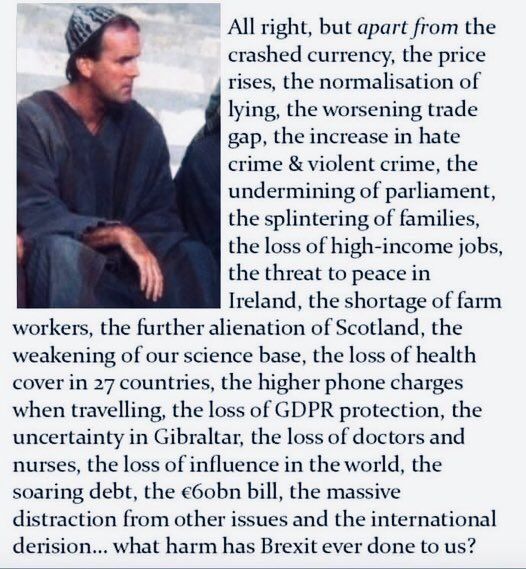 All right, but apart from the
crashed currency, the price
rises, the normalisation of
lying, the worsening trade
gap, the increase in hate
crime & violent crime, the
undermining of parliament,
the splintering of families,
the loss of high-income jobs,
the threat to peace in
Ireland, the shortage of farm
workers, the further alienation of Scotland, the
weakening of our science base, the loss of health
cover in 27 countries, the higher phone charges
when travelling, the loss of GDPR protection, the
uncertainty in Gibraltar, the loss of doctors and
nurses, the loss of influence in the world, the
soaring debt, the €60bn bill, the massive
distraction from other issues and the international
derision... what harm has Brexit ever done to us?